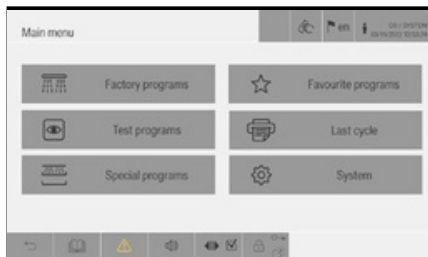 Main menu
en
Factory programs
Favourite programs
Test programs
Last cycle
Special programs
System